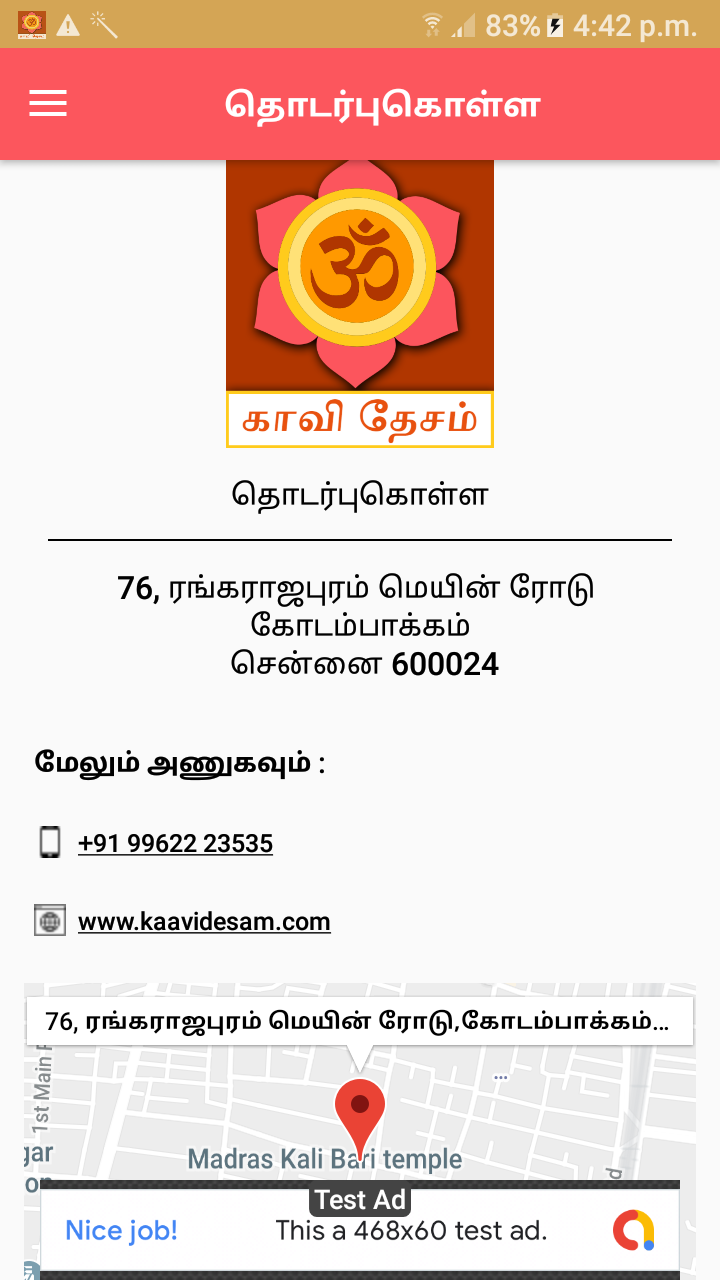 83% 4:42 p.m.
தொடர்புகொள்ள
ॐ
காவி தேசம்
தொடர்புகொள்ள
76, ரங்கராஜபுரம் மெயின் ரோடு
கோடம்பாக்கம்
சென்னை 600024
மேலும் அணுகவும் :
+91 99622 23535
www.kaavidesam.com
76, ரங்கராஜபுரம் மெயின் ரோடு,கோடம்பாக்கம்...
1st Main
Madras Kali Bari temple
Test Ad
Nice job! This a 468x60 test ad.